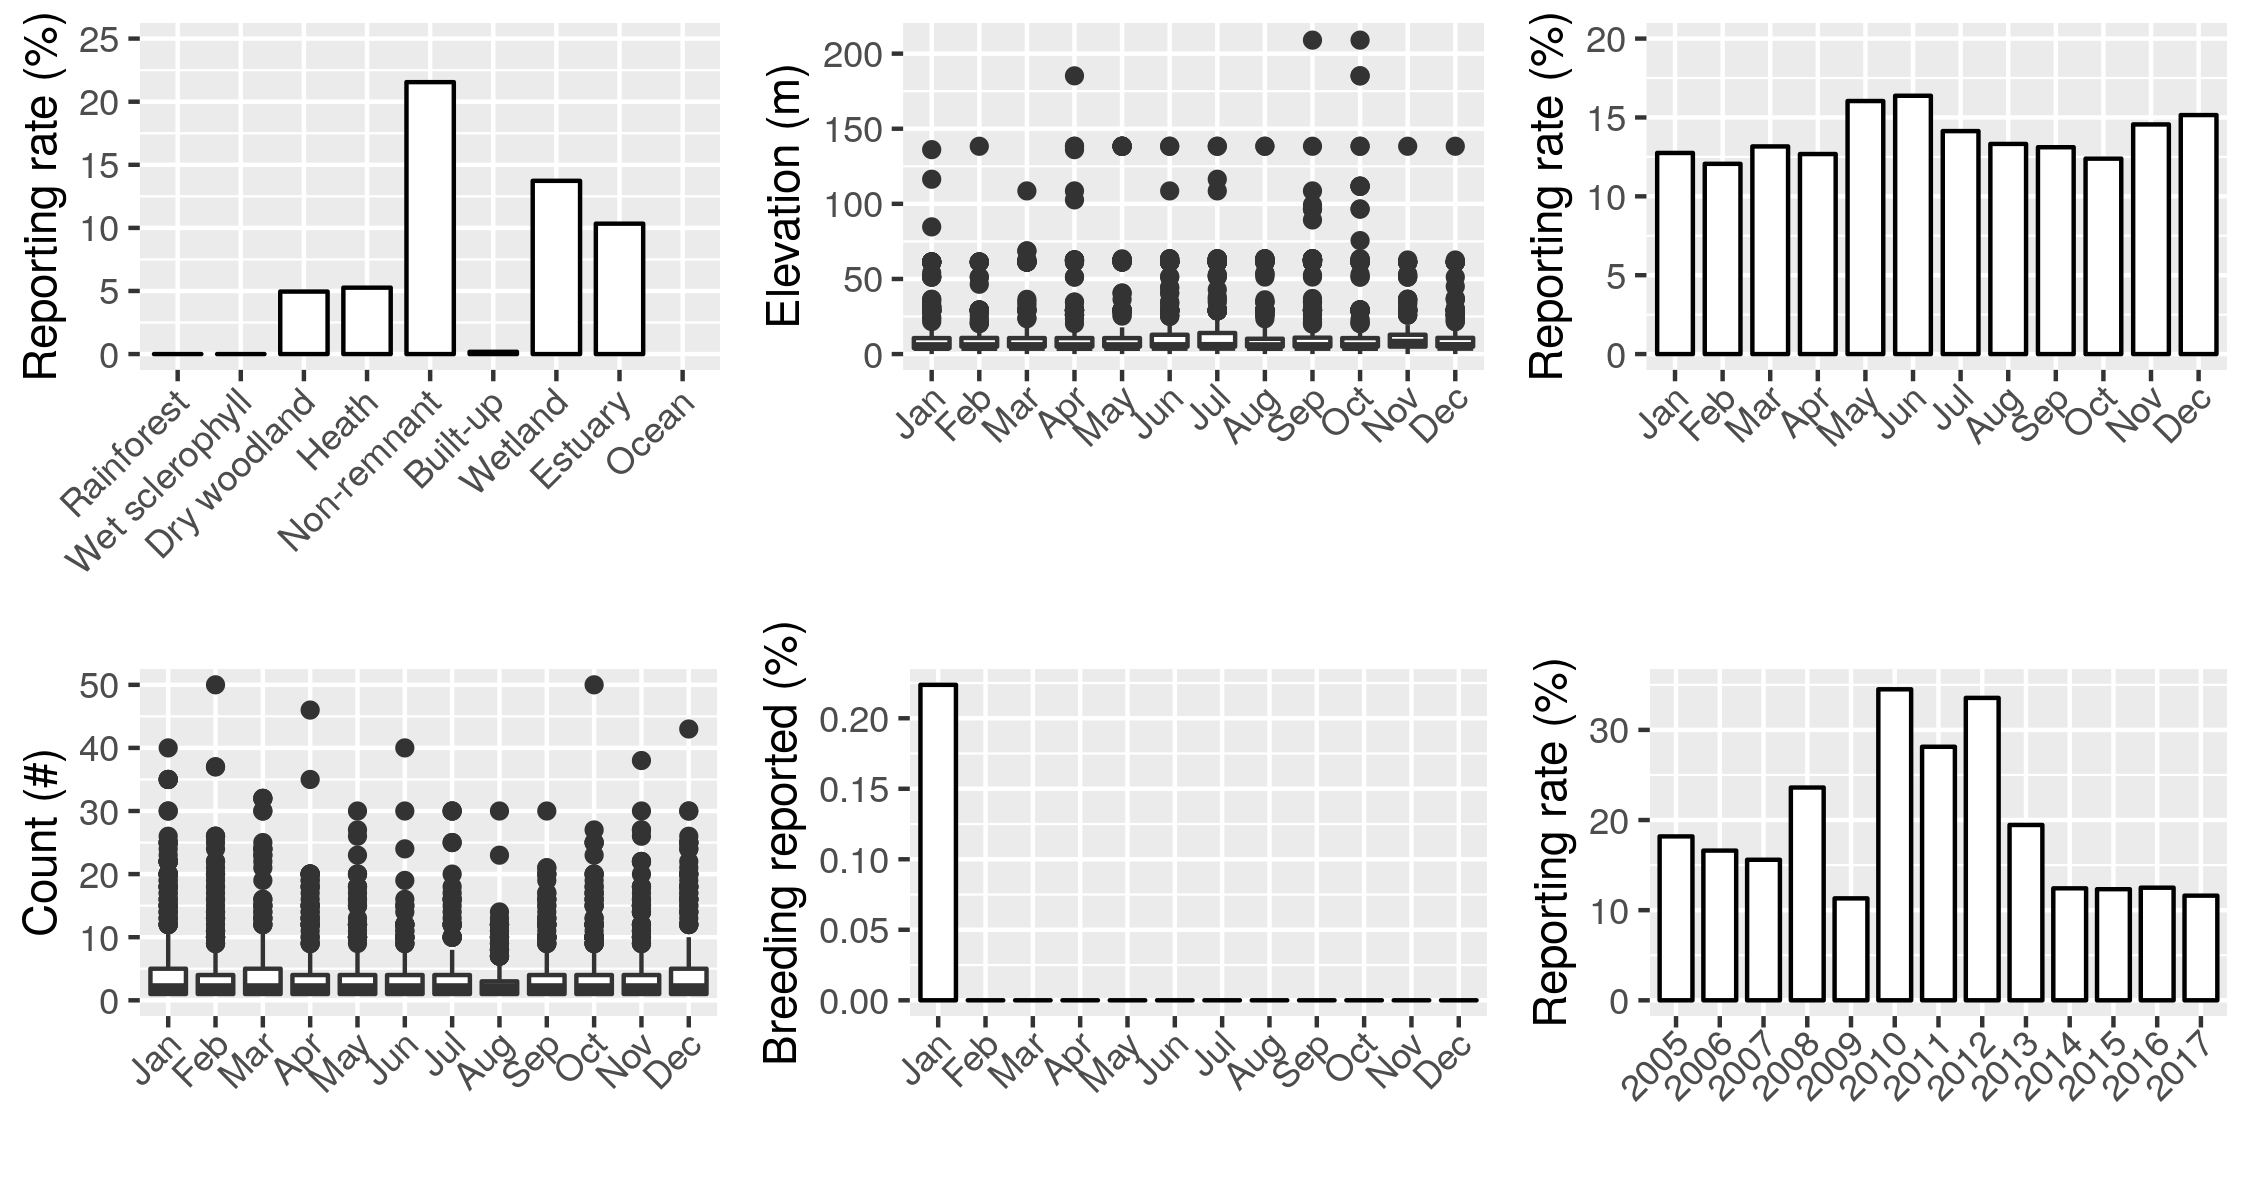 Reporting rate (%)
25
20
15
10
5
0
Rainforest
Wet sclerophyll
Dry woodland
Heath
Non-remnant
Built-up
Wetland
Estuary
Ocean
Elevation (m)
200
150
100
50
0
Jan
Feb
Mar
Apr
May
Jun
Jul
Aug
Sep
Oct
Nov
Dec
Reporting rate (%)
20
15
10
5
0
Jan
Feb
Mar
Apr
May
Jun
Jul
Aug
Sep
Oct
Nov
Dec
Count (#)
50
40
30
20
10
0
Jan
Feb
Mar
Apr
May
Jun
Jul
Aug
Sep
Oct
Nov
Dec
Breeding reported (%)
0.20
0.15
0.10
0.05
0.00
Jan
Feb
Mar
Apr
May
Jun
Jul
Aug
Sep
Oct
Nov
Dec
Reporting rate (%)
30
20
10
0
2005
2006
2007
2008
2009
2010
2011
2012
2013
2014
2015
2016
2017